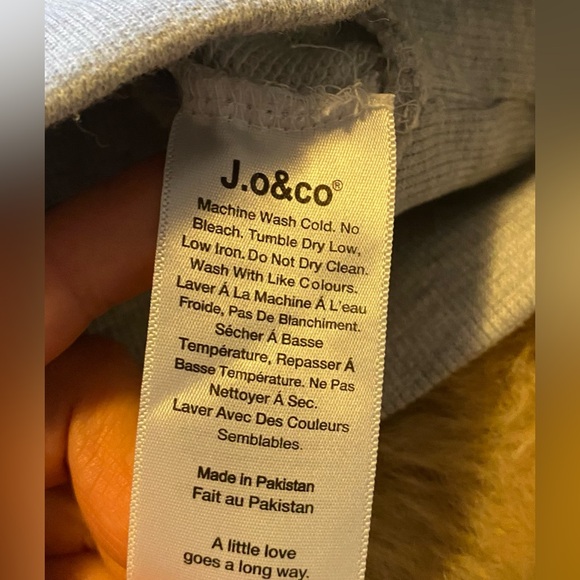 J.o&co®
Machine Wash Cold. No
Bleach. Tumble Dry Low,
Low Iron. Do Not Dry Clean.
Wash With Like Colours.
Laver Á La Machine Á L'eau
Froide, Pas De Blanchiment.
Sécher Á Basse
Température, Repasser Á
Basse Température. Ne Pas
Nettoyer Á Sec.
Laver Avec Des Couleurs
Semblables.
Made in Pakistan
Fait au Pakistan
A little love
goes a long way.